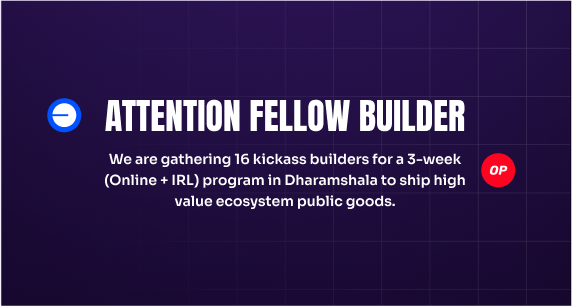 ATTENTION FELLOW BUILDER
We are gathering 16 kickass builders for a 3-week
(Online + IRL) program in Dharamshala to ship high
OP
value ecosystem public goods.